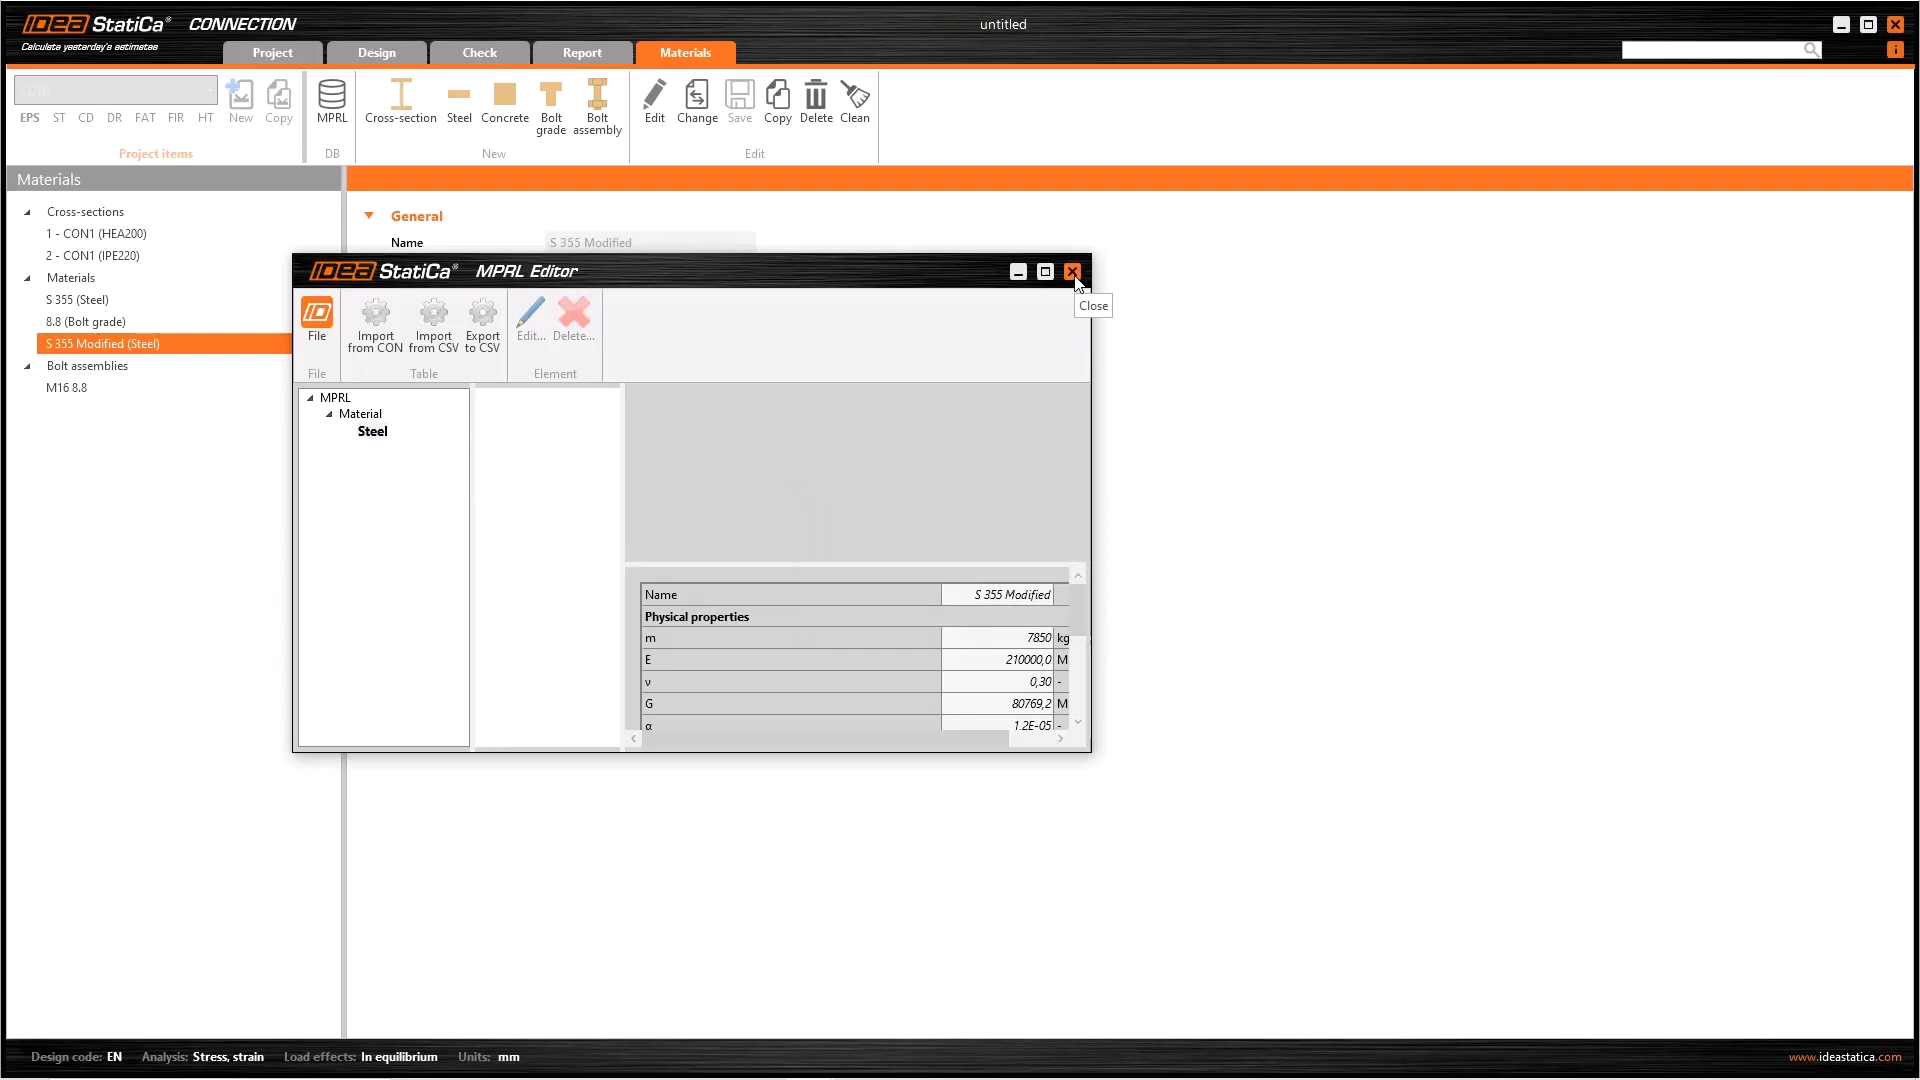 IDEA StatiCa® CONNECTION
Calculate yesterday's estimates
untitled
Project
Design
Check
Report
Materials
EPS ST CD DR FAT FIR HT
New
Copy
Project items
MPRL
DB
Cross-section
Steel
Concrete
Bolt grade
Bolt assembly
New
Edit
Change
Save
Copy
Delete
Clean
Edit
Materials
Cross-sections
1 - CON1 (HEA200)
2 - CON1 (IPE220)
Materials
S 355 (Steel)
8.8 (Bolt grade)
S 355 Modified (Steel)
Bolt assemblies
M16 8.8
General
Name S 355 Modified
IDEA StatiCa® MPRL Editor
Close
File
Import from CON
Import from CSV
Export to CSV
Edit...
Delete...
File
Table
Element
MPRL
Material
Steel
Name S 355 Modified
Physical properties
m 7850 kg
E 210000,0 M
ν 0,30 -
G 80769,2 M
α 1.2E-05 -
Design code: EN Analysis: Stress, strain Load effects: In equilibrium Units: mm
www.ideastatica.com